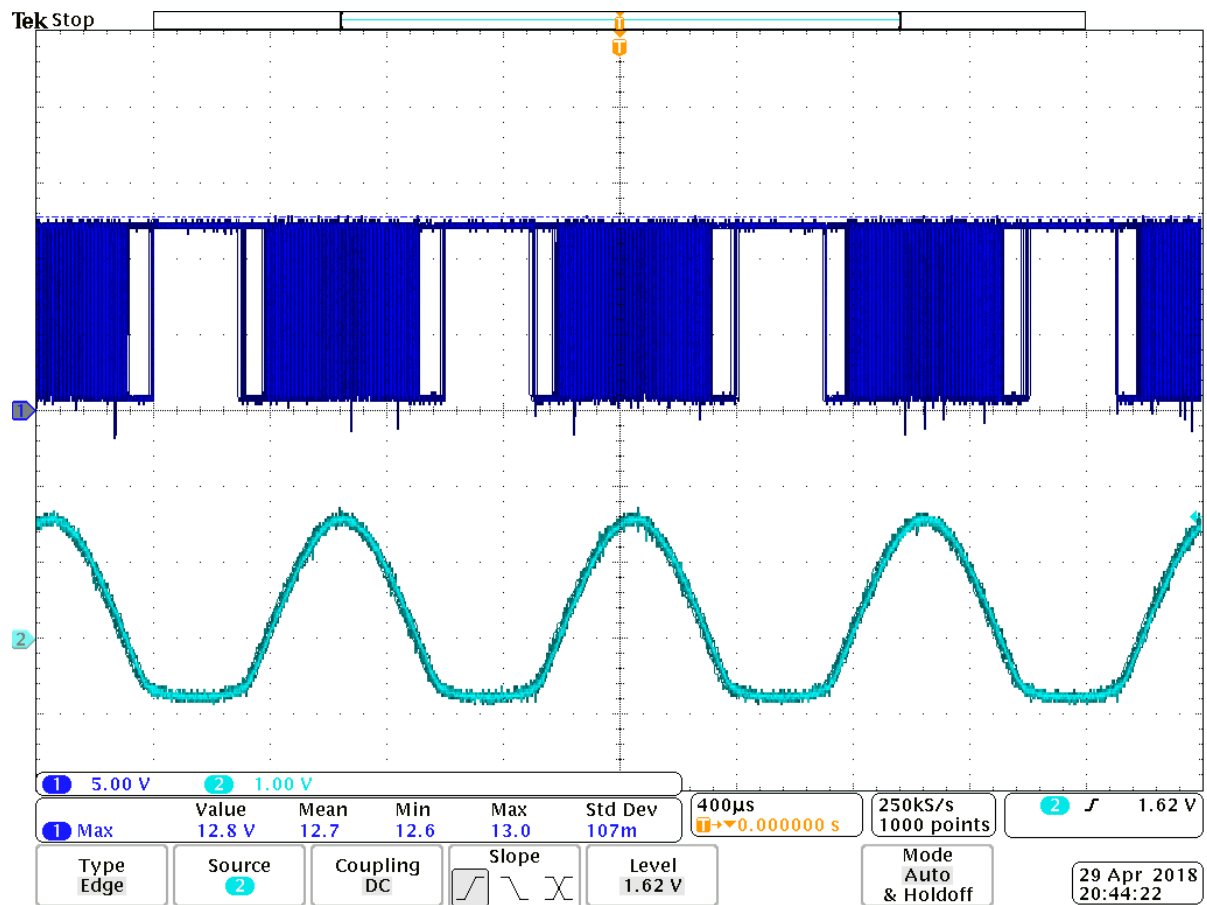 Tek Stop
T
T
1
2
1 5.00 V 2 1.00 V
Value Mean Min Max Std Dev
1 Max 12.8 V 12.7 12.6 13.0 107m
400µs
T→▼0.000000 s
250kS/s
1000 points
2 1.62 V
Type
Edge
Source
2
Coupling
DC
Slope
Level
1.62 V
Mode
Auto
& Holdoff
29 Apr 2018
20:44:22